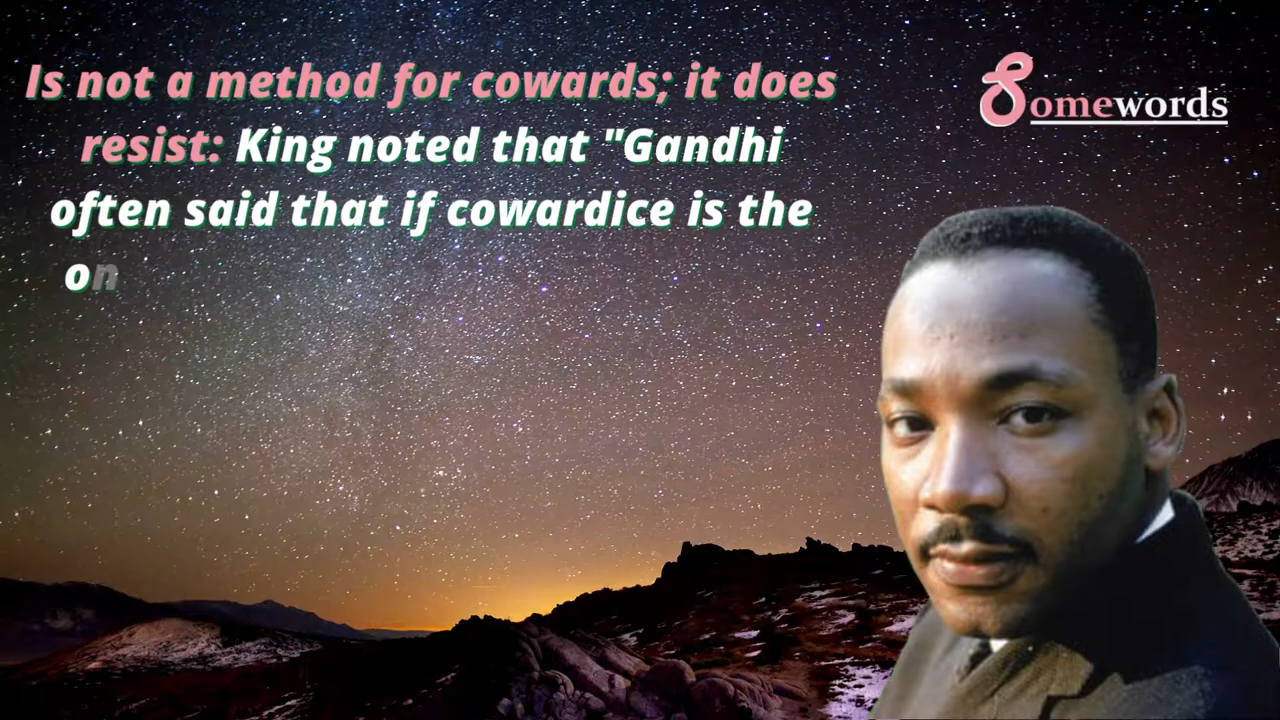 Is not a method for cowards; it does
resist: King noted that "Gandhi
often said that if cowardice is the
on
Somewords